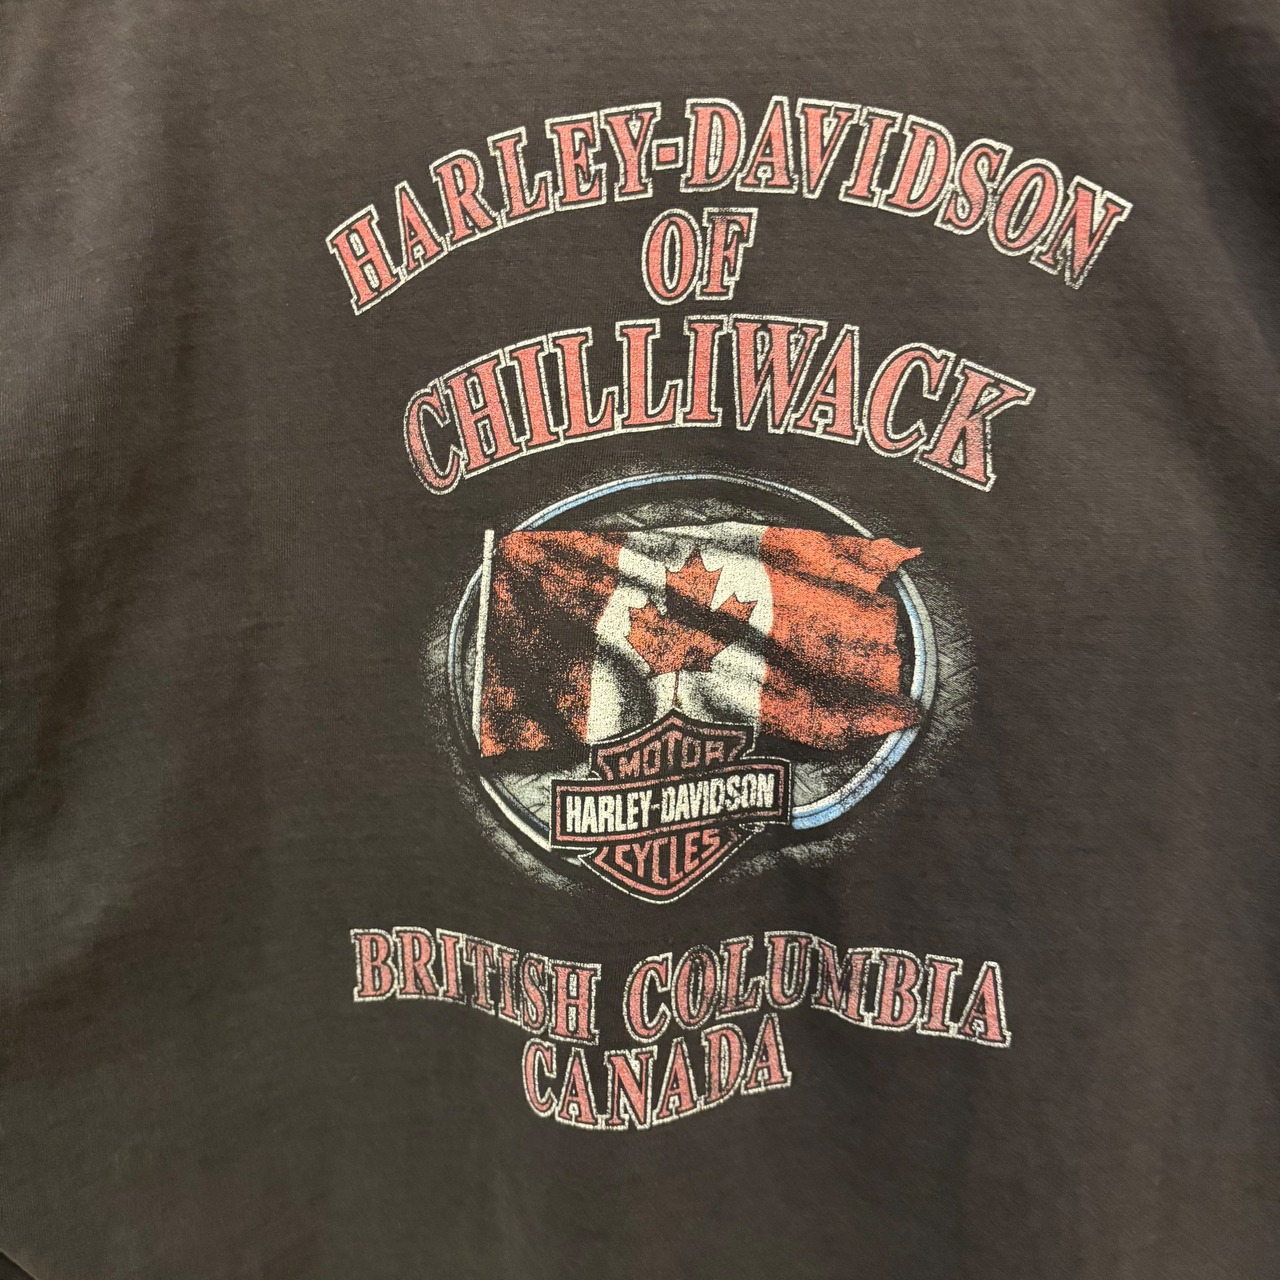 HARLEY-DAVIDSON
OF
CHILLIWACK
MOTOR
HARLEY-DAVIDSON
CYCLES
BRITISH COLUMBIA
CANADA